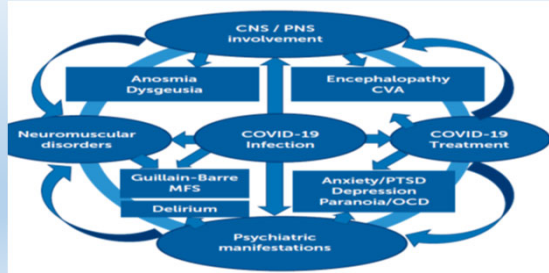 CNS / PNS
involvement
Anosmia
Dysgeusia
Encephalopathy
CVA
Neuromuscular
disorders
COVID-19
Infection
COVID-19
Treatment
Guillain-Barre
MFS
Delirium
Anxiety/PTSD
Depression
Paranoia/OCD
Psychiatric
manifestations